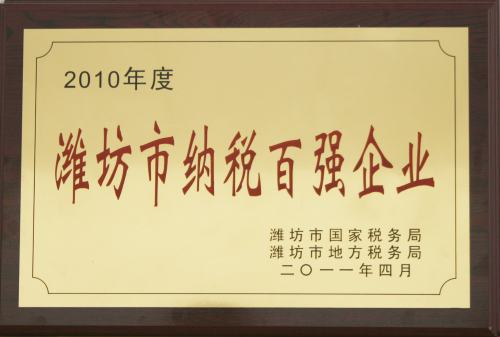 2010年度
潍坊市纳税百强企业
潍坊市国家税务局
潍坊市地方税务局
二〇一一年四月